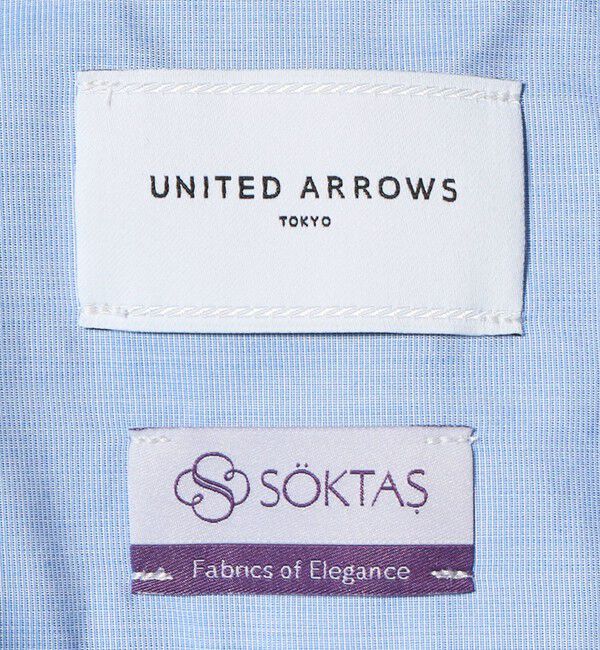 UNITED ARROWS
TOKYO
SÖKTAŞ
Fabrics of Elegance